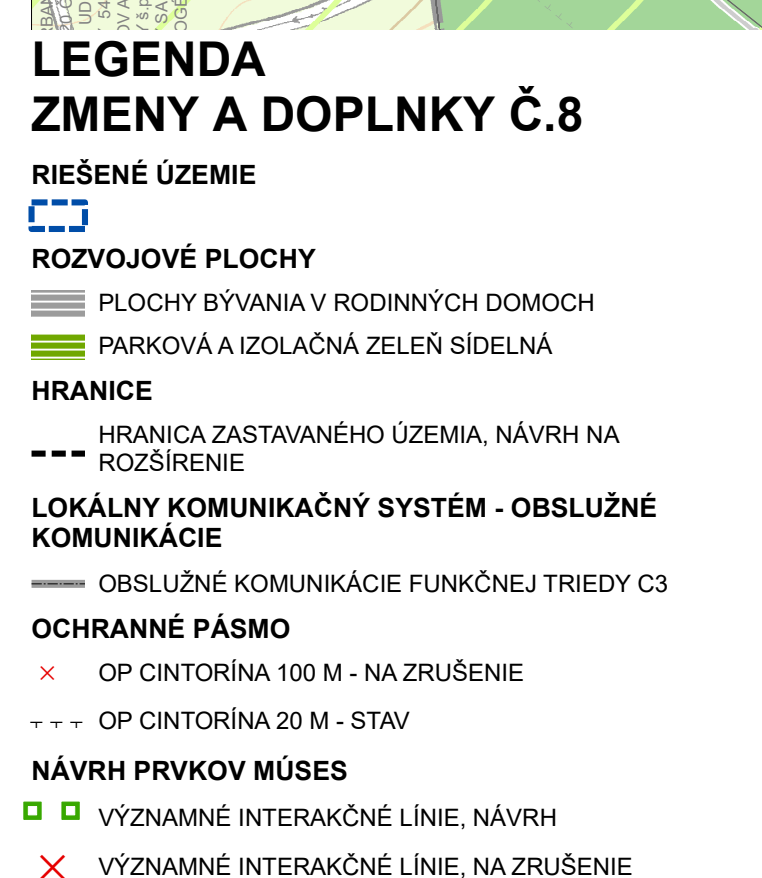 LEGENDA
ZMENY A DOPLNKY Č.8
RIEŠENÉ ÚZEMIE
ROZVOJOVÉ PLOCHY
PLOCHY BÝVANIA V RODINNÝCH DOMOCH
PARKOVÁ A IZOLAČNÁ ZELEŇ SÍDELNÁ
HRANICE
HRANICA ZASTAVANÉHO ÚZEMIA, NÁVRH NA
ROZŠÍRENIE
LOKÁLNY KOMUNIKAČNÝ SYSTÉM - OBSLUŽNÉ
KOMUNIKÁCIE
OBSLUŽNÉ KOMUNIKÁCIE FUNKČNEJ TRIEDY C3
OCHRANNÉ PÁSMO
OP CINTORÍNA 100 M - NA ZRUŠENIE
OP CINTORÍNA 20 M - STAV
NÁVRH PRVKOV MÚSES
VÝZNAMNÉ INTERAKČNÉ LÍNIE, NÁVRH
VÝZNAMNÉ INTERAKČNÉ LÍNIE, NA ZRUŠENIE